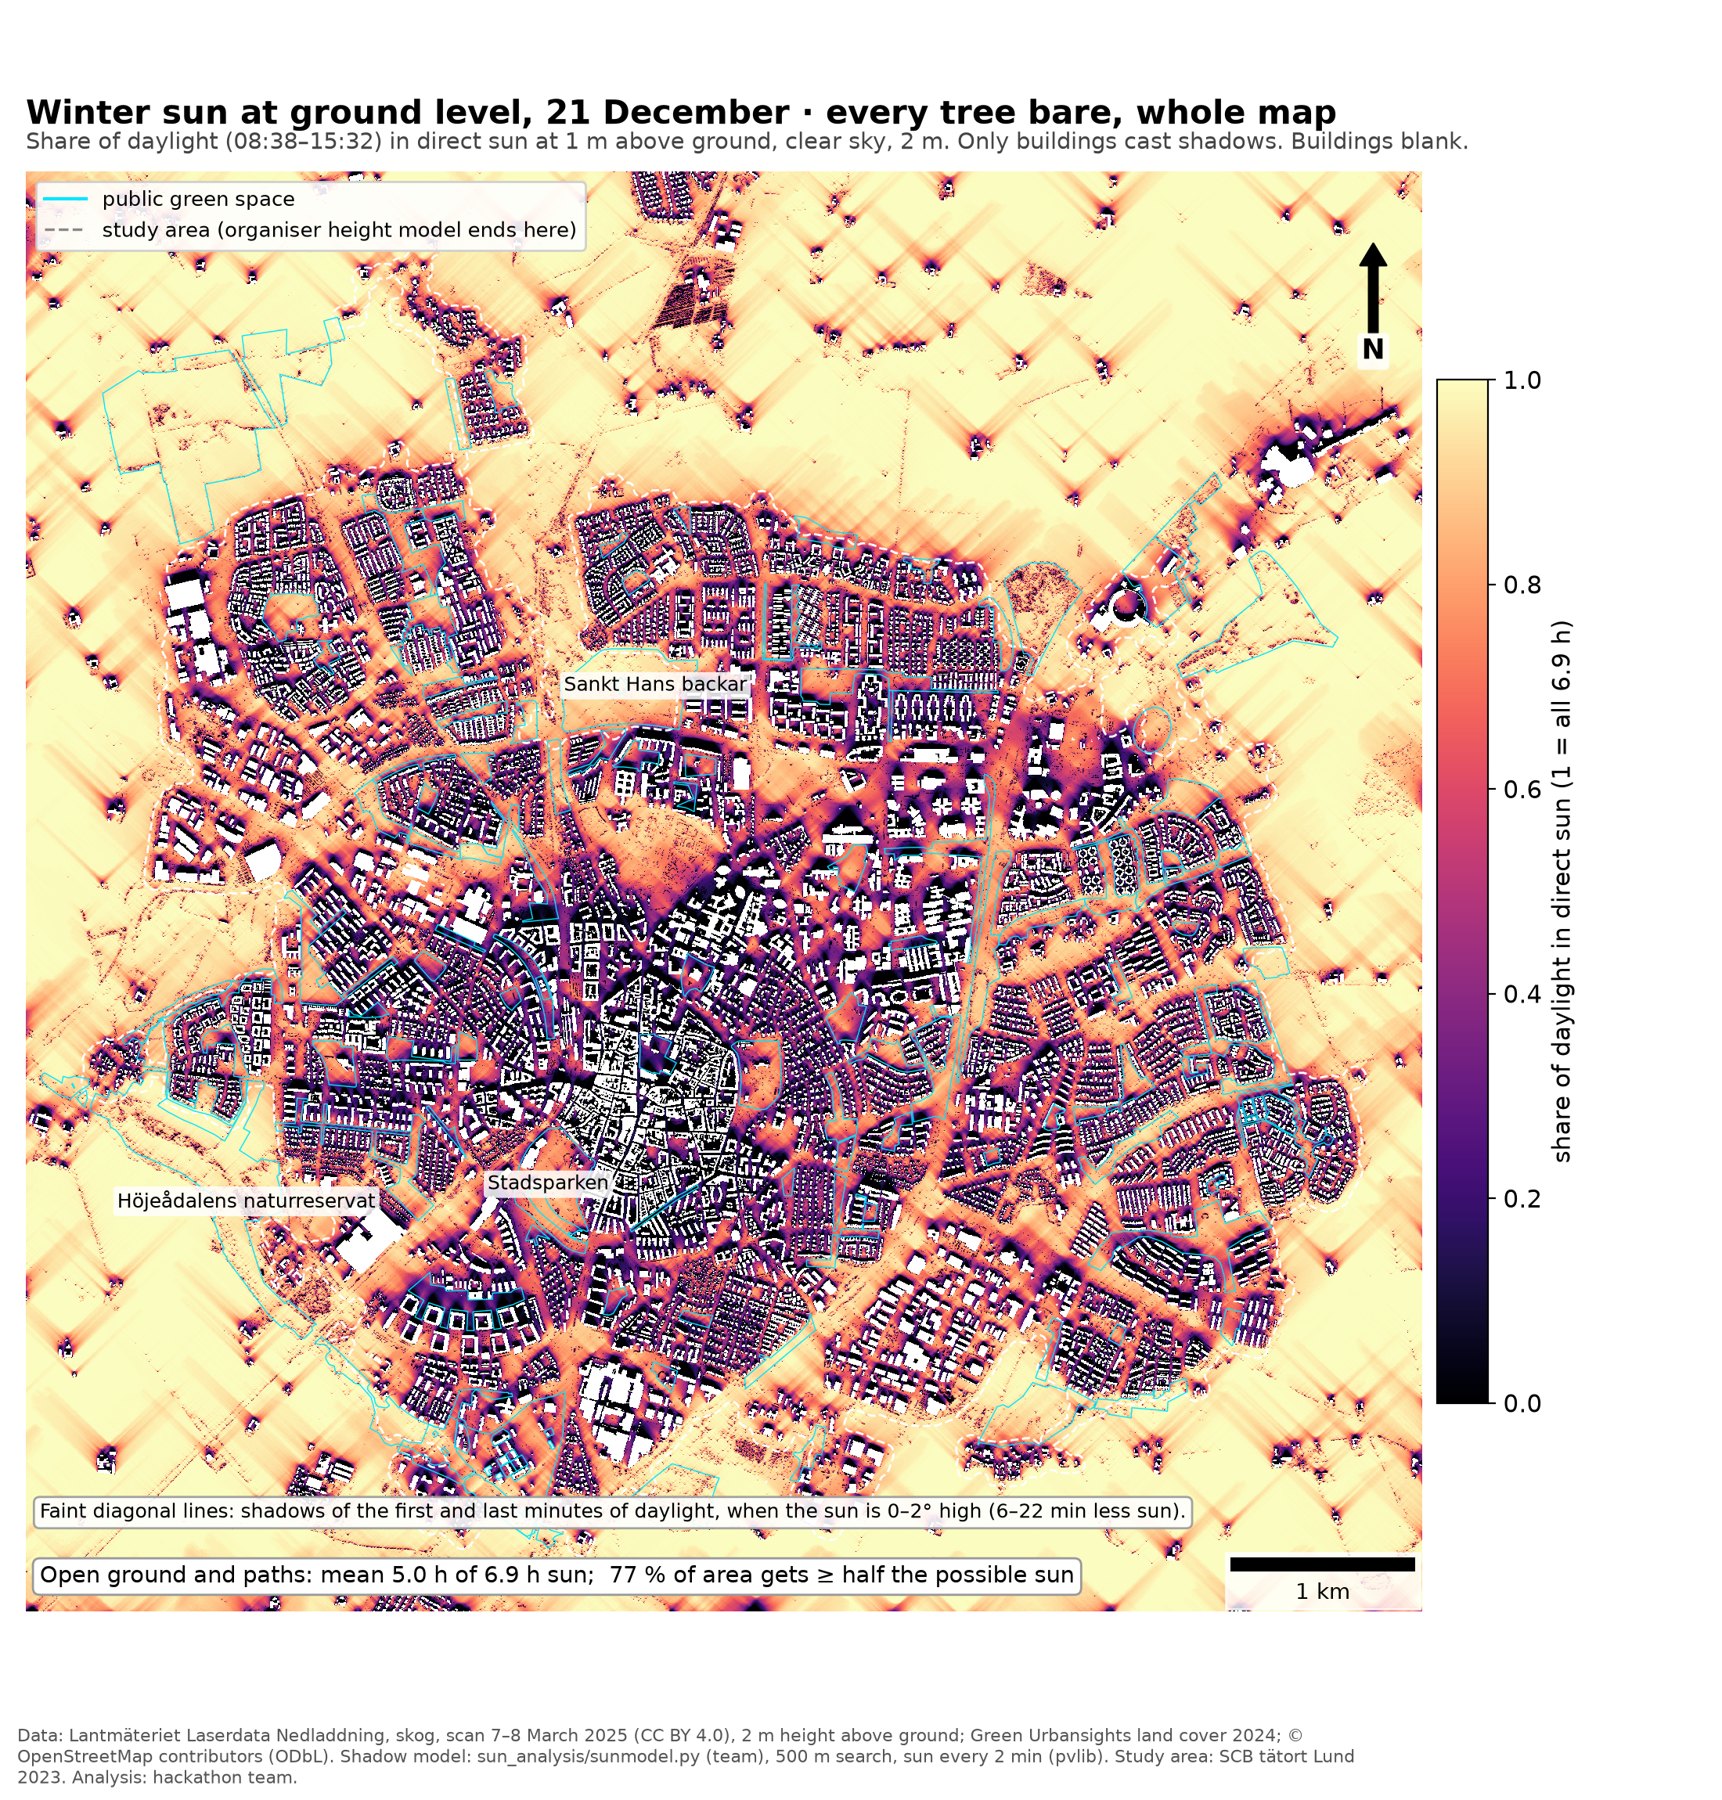 Winter sun at ground level, 21 December · every tree bare, whole map
Share of daylight (08:38–15:32) in direct sun at 1 m above ground, clear sky, 2 m. Only buildings cast shadows. Buildings blank.
public green space
study area (organiser height model ends here)
N
1.0
0.8
0.6
0.4
0.2
0.0
share of daylight in direct sun (1 = all 6.9 h)
Sankt Hans backar
Stadsparken
Höjeådalens naturreservat
Faint diagonal lines: shadows of the first and last minutes of daylight, when the sun is 0–2° high (6–22 min less sun).
Open ground and paths: mean 5.0 h of 6.9 h sun;  77 % of area gets ≥ half the possible sun
1 km
Data: Lantmäteriet Laserdata Nedladdning, skog, scan 7–8 March 2025 (CC BY 4.0), 2 m height above ground; Green Urbansights land cover 2024; ©
OpenStreetMap contributors (ODbL). Shadow model: sun_analysis/sunmodel.py (team), 500 m search, sun every 2 min (pvlib). Study area: SCB tätort Lund
2023. Analysis: hackathon team.